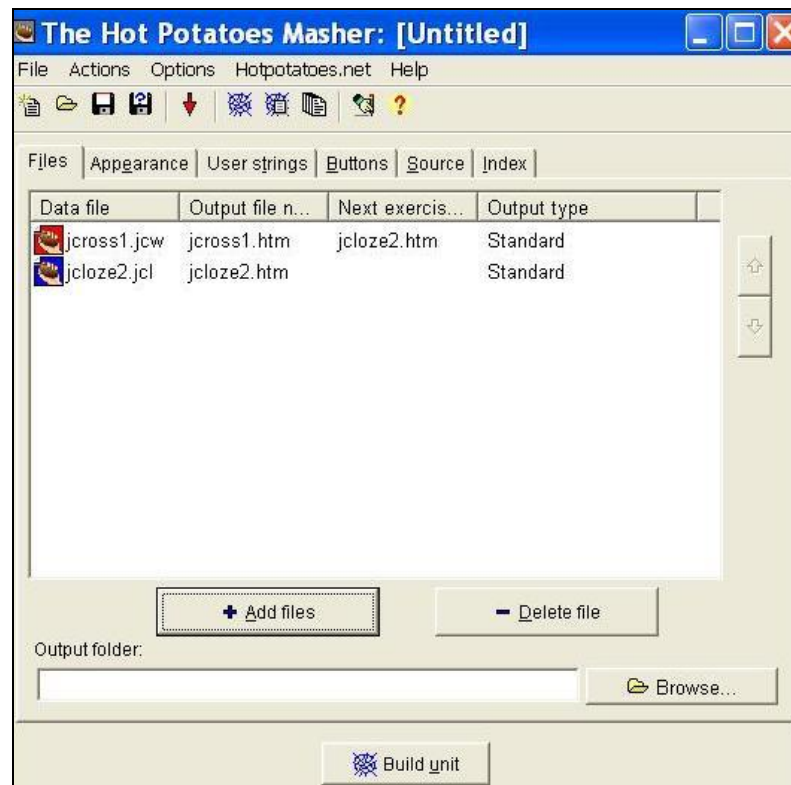 The Hot Potatoes Masher: [Untitled]
File Actions Options Hotpotatoes.net Help
Files Appearance User strings Buttons Source Index
Data file Output file n... Next exercis... Output type
jcross1.jcw jcross1.htm jcloze2.htm Standard
jcloze2.jcl jcloze2.htm Standard
+ Add files - Delete file
Output folder:
Browse...
Build unit